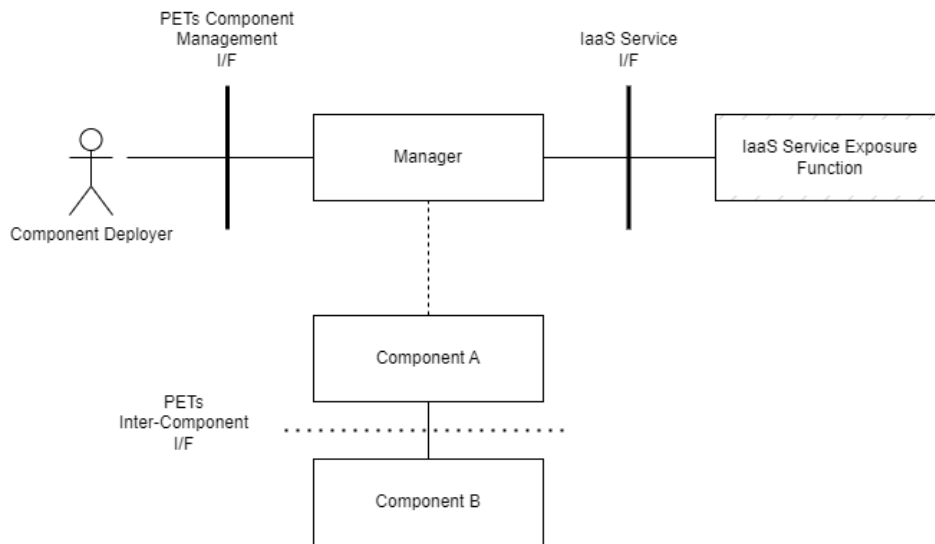 PETs Component
Management
I/F
IaaS Service
I/F
Manager
IaaS Service Exposure
Function
Component Deployer
Component A
PETs
Inter-Component
I/F
Component B